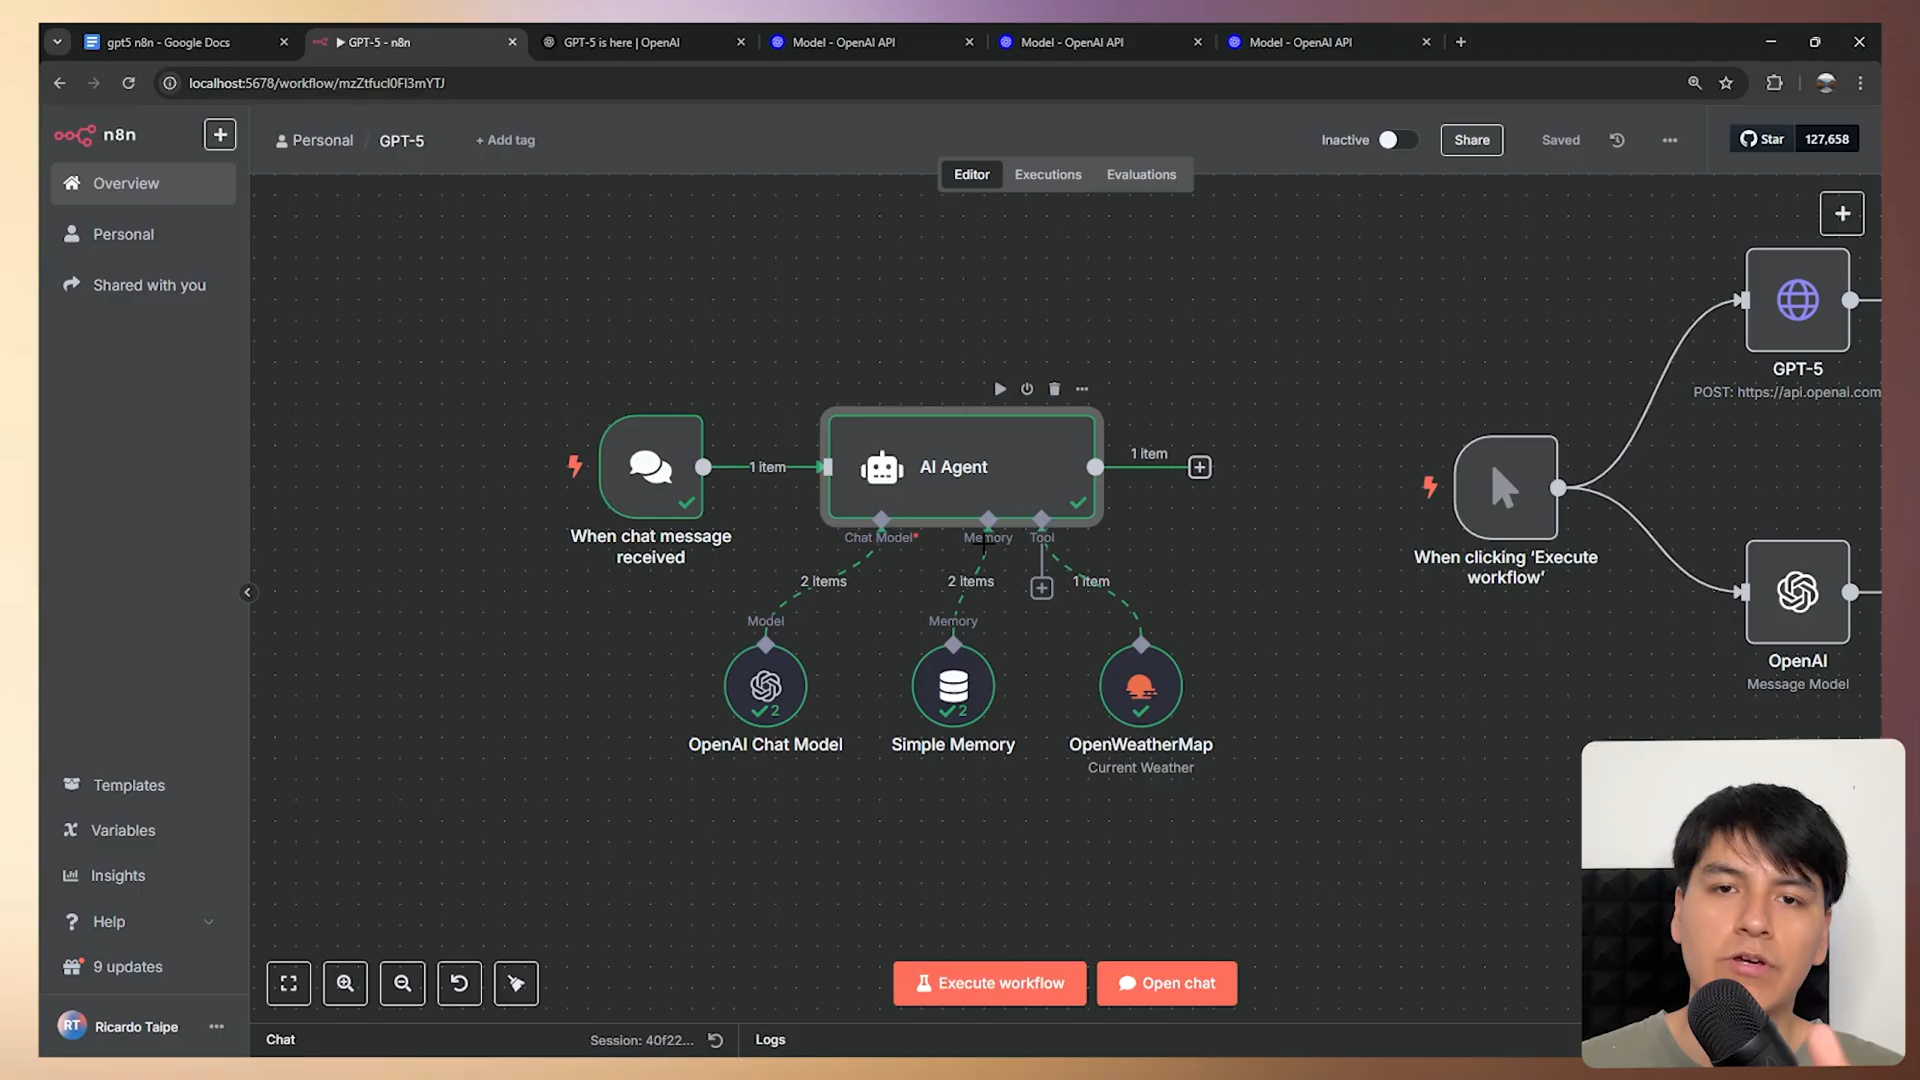 gpt5 n8n - Google Docs
GPT-5 - n8n
GPT-5 is here | OpenAI
Model - OpenAI API
Model - OpenAI API
Model - OpenAI API
localhost:5678/workflow/mzZtfucI0FI3mYTJ
n8n
Personal / GPT-5
+ Add tag
Inactive
Share
Saved
Star
127,658
Editor
Executions
Evaluations
Overview
Personal
Shared with you
GPT-5
POST: https://api.openai.com
1 item
AI Agent
1 item
When chat message
received
Chat Model*
Memory
Tool
2 items
2 items
1 item
When clicking ‘Execute
workflow’
Model
Memory
2
2
OpenAI Chat Model
Simple Memory
OpenWeatherMap
Current Weather
OpenAI
Message Model
Templates
Variables
Insights
Help
9 updates
Execute workflow
Open chat
RT
Ricardo Taipe
Chat
Session: 40f22...
Logs